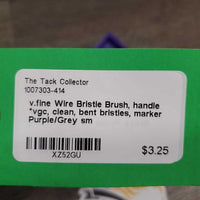 The Tack Collector
1007303-414
v.fine Wire Bristle Brush, handle
*vgc, clean, bent bristles, marker
Purple/Grey sm
XZ52GU
$3.25